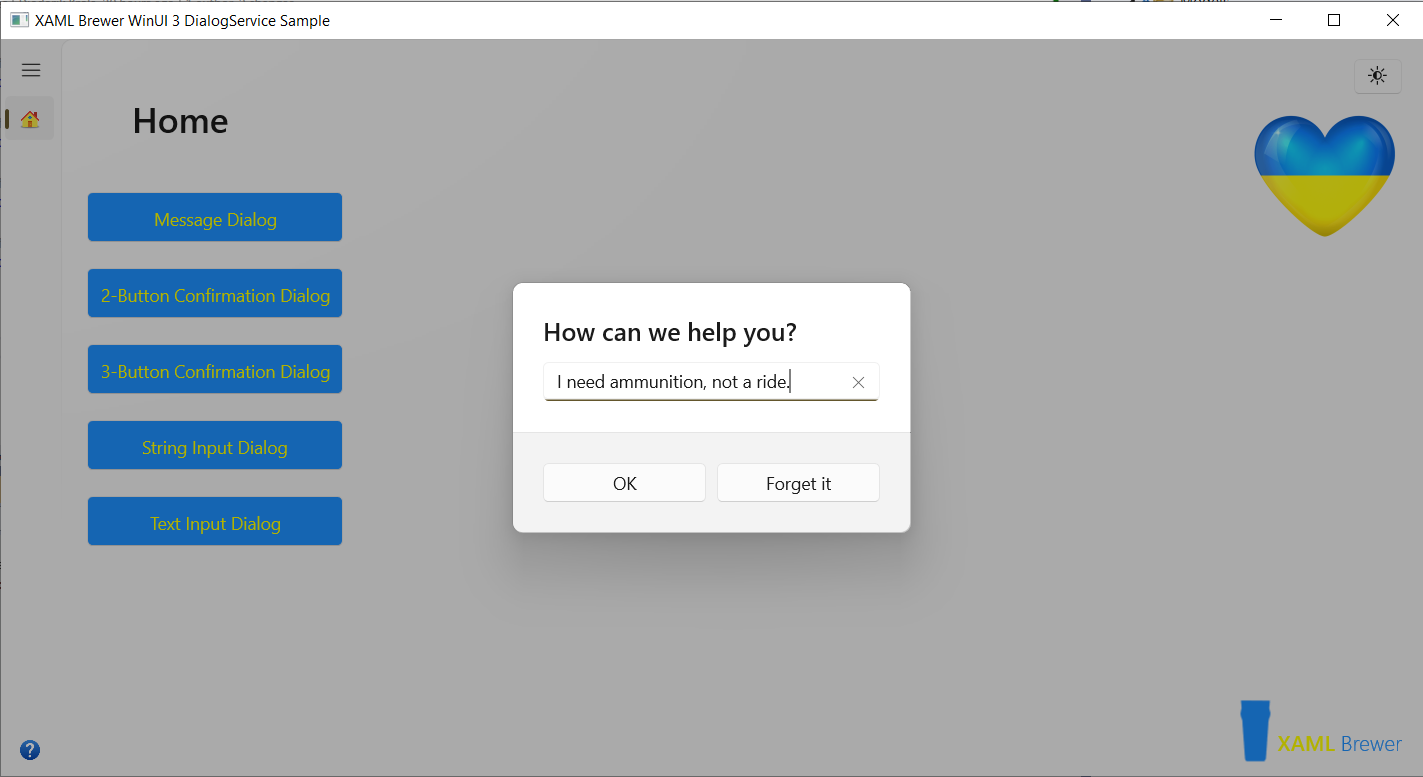 XAML Brewer WinUI 3 DialogService Sample
Home
Message Dialog
2-Button Confirmation Dialog
3-Button Confirmation Dialog
String Input Dialog
Text Input Dialog
How can we help you?
I need ammunition, not a ride.
OK
Forget it
?
XAML Brewer